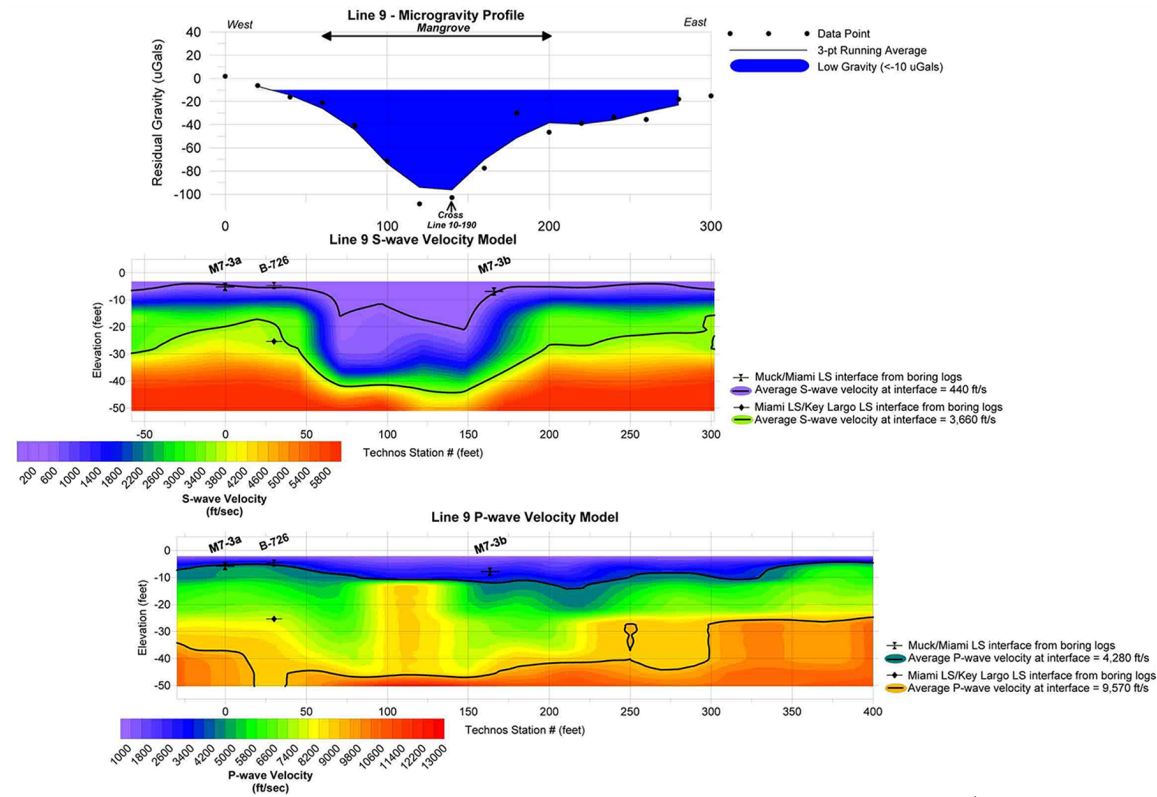 Line 9 - Microgravity Profile
West
East
Mangrove
40
20
0
-20
-40
-60
-80
-100
Residual Gravity (uGals)
Data Point
3-pt Running Average
Low Gravity (<-10 uGals)
Cross
Line 10-190
0 100 200 300
Line 9 S-wave Velocity Model
M7-3a B-726 M7-3b
0
-10
-20
-30
-40
-50
Elevation (feet)
-50 0 50 100 150 200 250 300
Technos Station # (feet)
Muck/Miami LS interface from boring logs
Average S-wave velocity at interface = 440 ft/s
Miami LS/Key Largo LS interface from boring logs
Average S-wave velocity at interface = 3,660 ft/s
200 600 1000 1400 1800 2200 2600 3000 3400 3800 4200 4600 5000 5400 5800
S-wave Velocity
(ft/sec)
Line 9 P-wave Velocity Model
M7-3a B-726 M7-3b
0
-10
-20
-30
-40
-50
Elevation (feet)
0 50 100 150 200 250 300 350 400
Technos Station # (feet)
Muck/Miami LS interface from boring logs
Average P-wave velocity at interface = 4,280 ft/s
Miami LS/Key Largo LS interface from boring logs
Average P-wave velocity at interface = 9,570 ft/s
1000 1800 2600 3400 4200 5000 5800 6600 7400 8200 9000 9800 10600 11400 12200 13000
P-wave Velocity
(ft/sec)